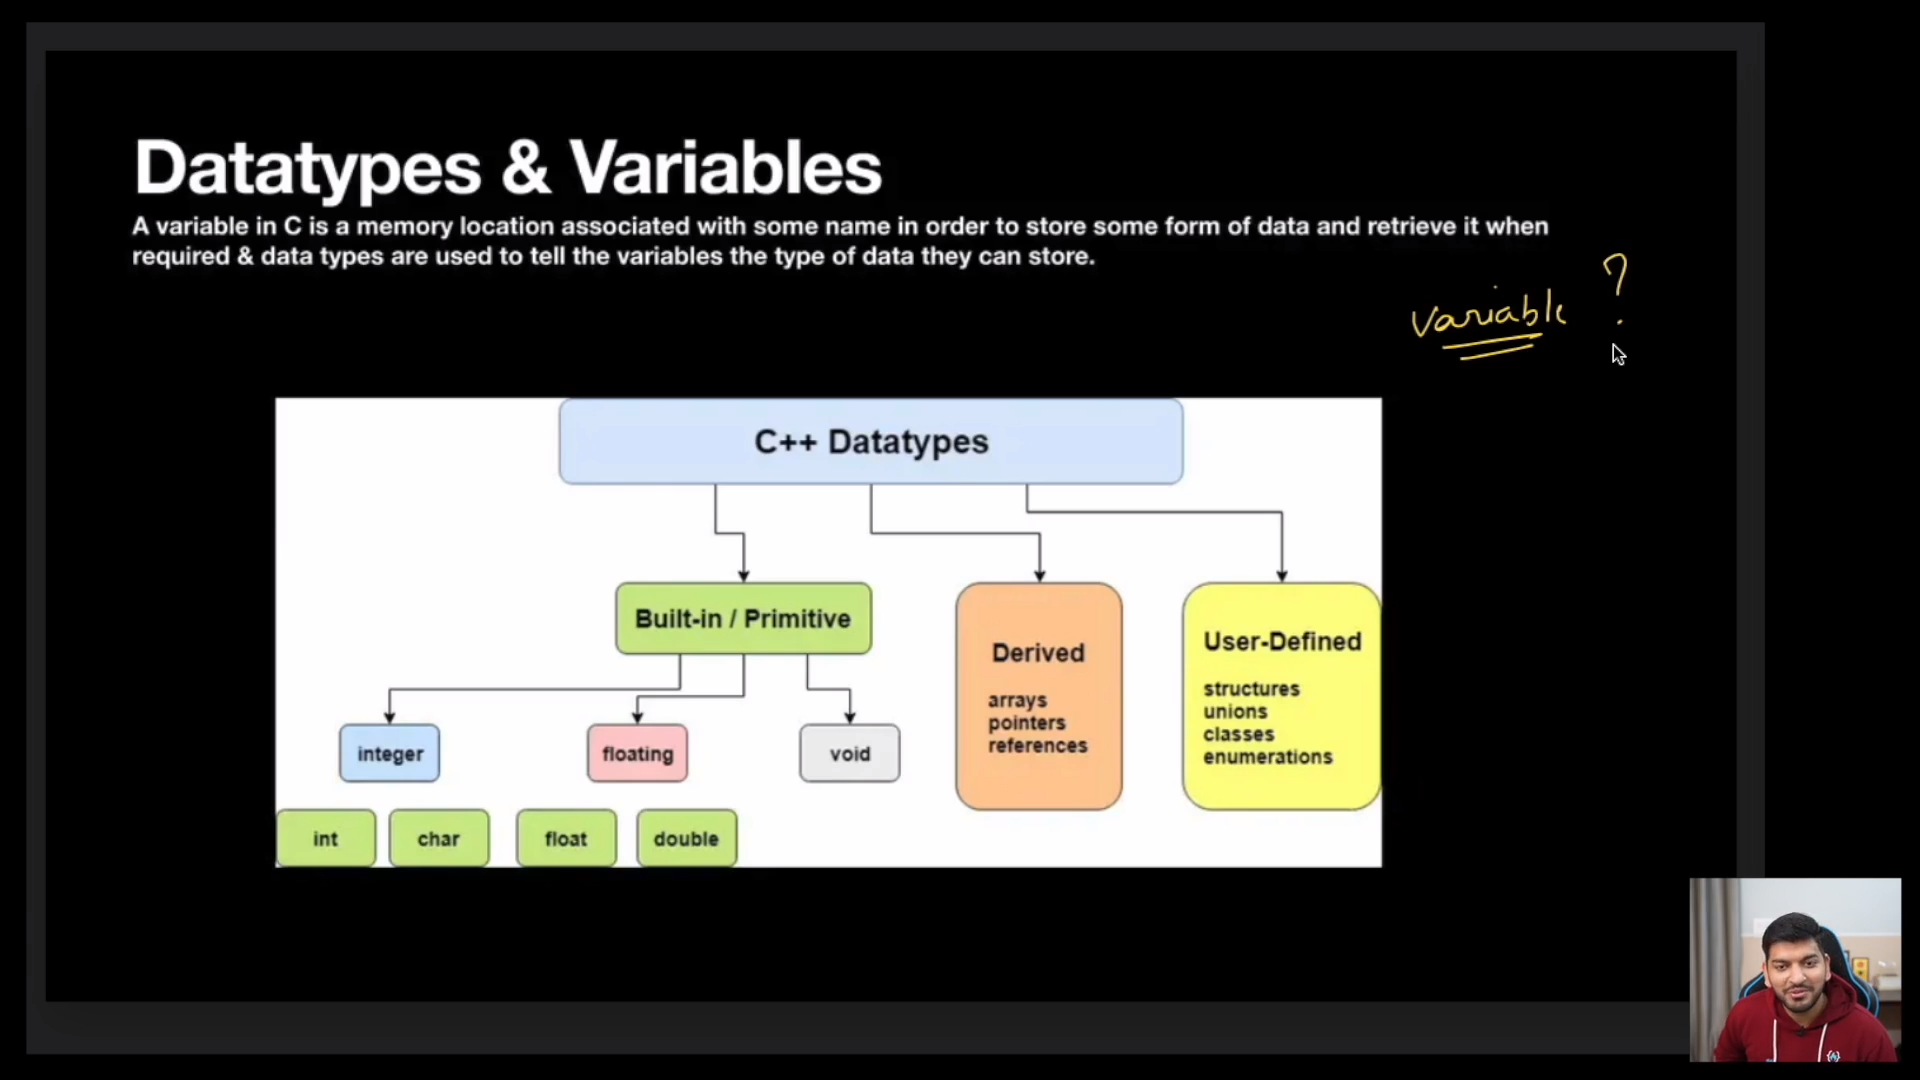 Datatypes & Variables
A variable in C is a memory location associated with some name in order to store some form of data and retrieve it when
required & data types are used to tell the variables the type of data they can store.
variable ?
C++ Datatypes
Built-in / Primitive
Derived
arrays
pointers
references
User-Defined
structures
unions
classes
enumerations
integer
floating
void
int
char
float
double